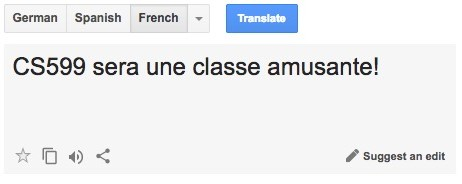 German Spanish French Translate
CS599 sera une classe amusante!
Suggest an edit